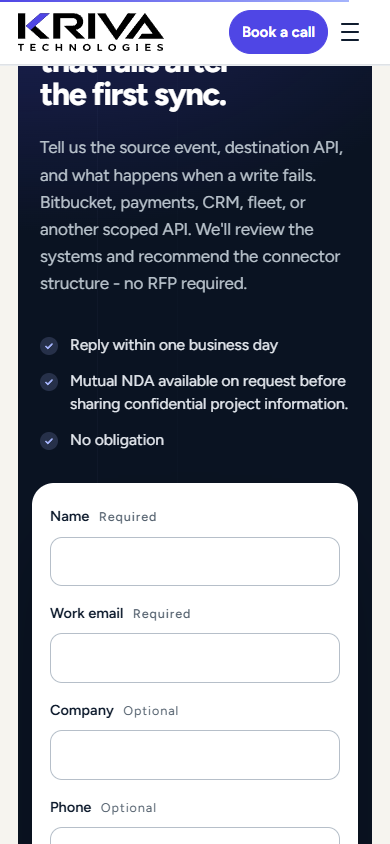 KRIVA
TECHNOLOGIES
Book a call
that fails after
the first sync.
Tell us the source event, destination API,
and what happens when a write fails.
Bitbucket, payments, CRM, fleet, or
another scoped API. We'll review the
systems and recommend the connector
structure - no RFP required.
Reply within one business day
Mutual NDA available on request before
sharing confidential project information.
No obligation
Name Required
Work email Required
Company Optional
Phone Optional